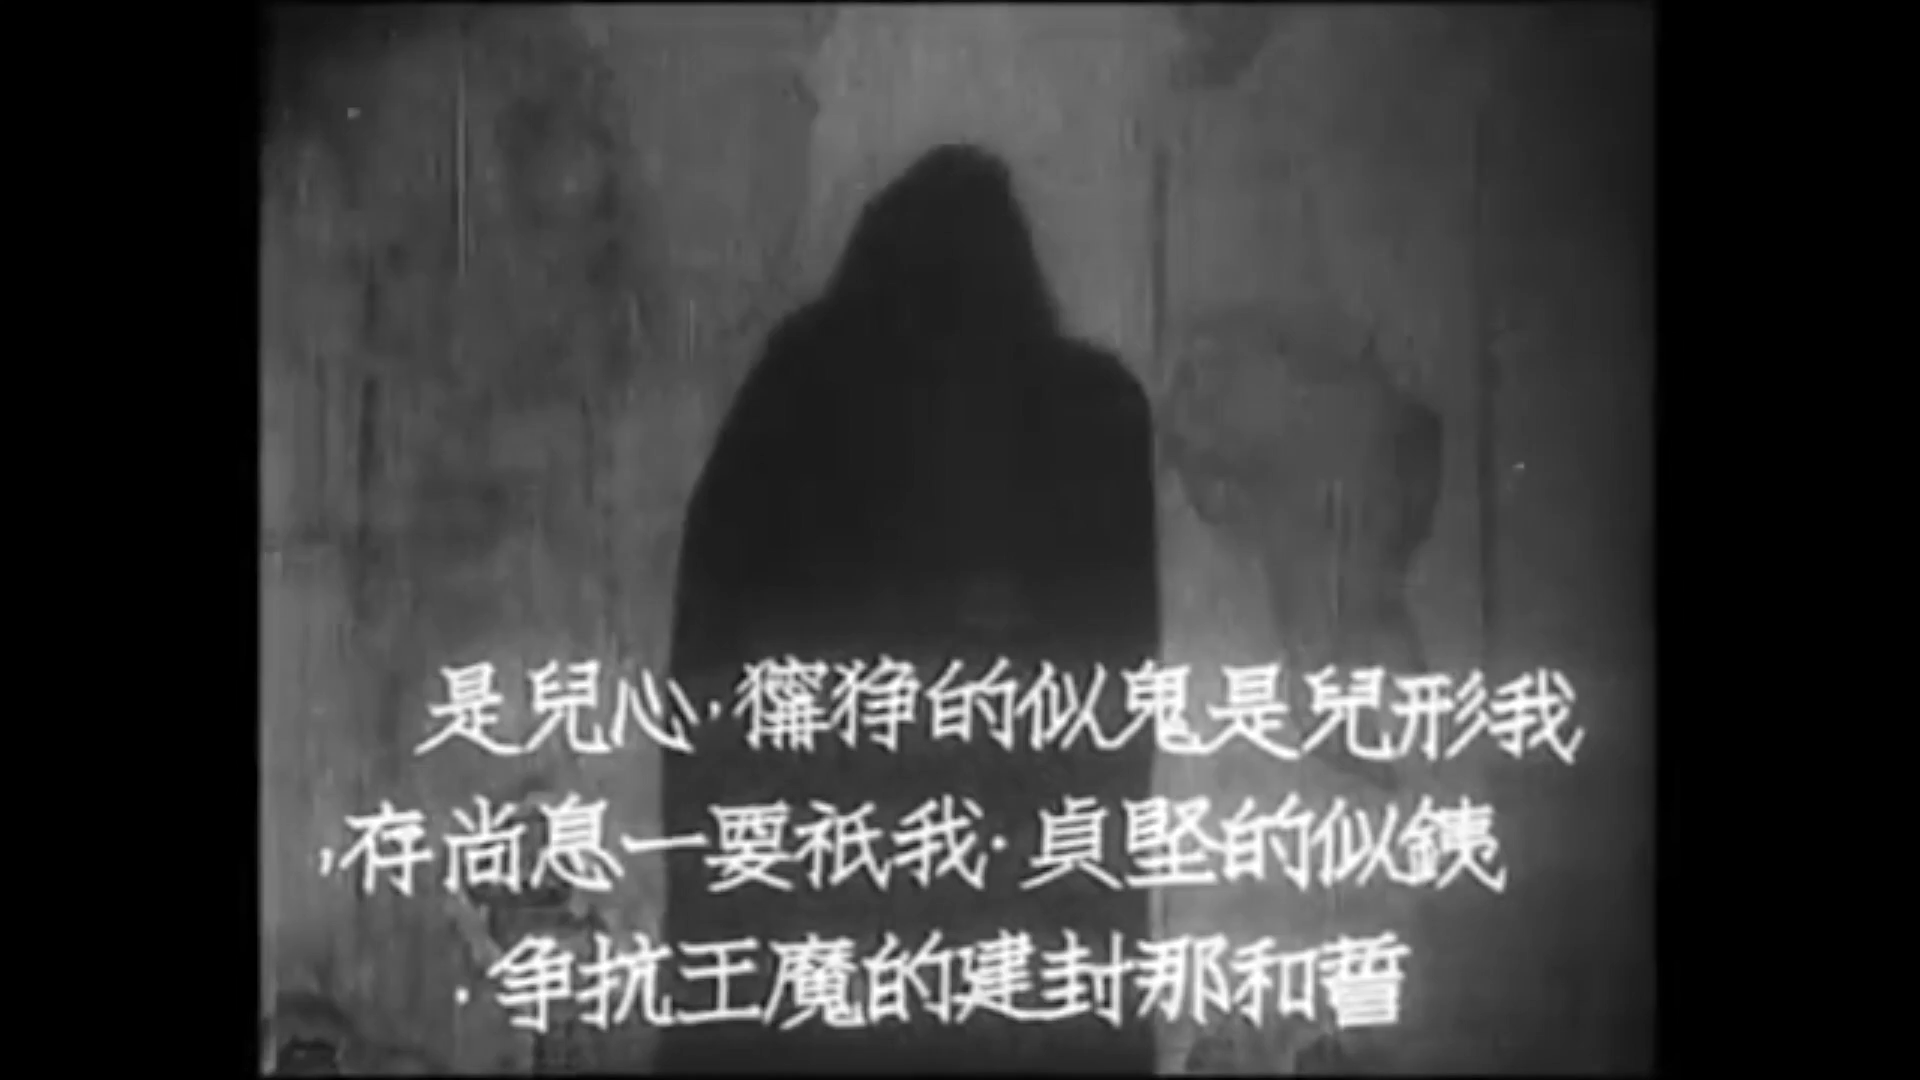 我形兒是鬼似的猙獰，心兒是
鐵似的堅貞．我祇要一息尚存，
誓和那封建的魔王抗争．